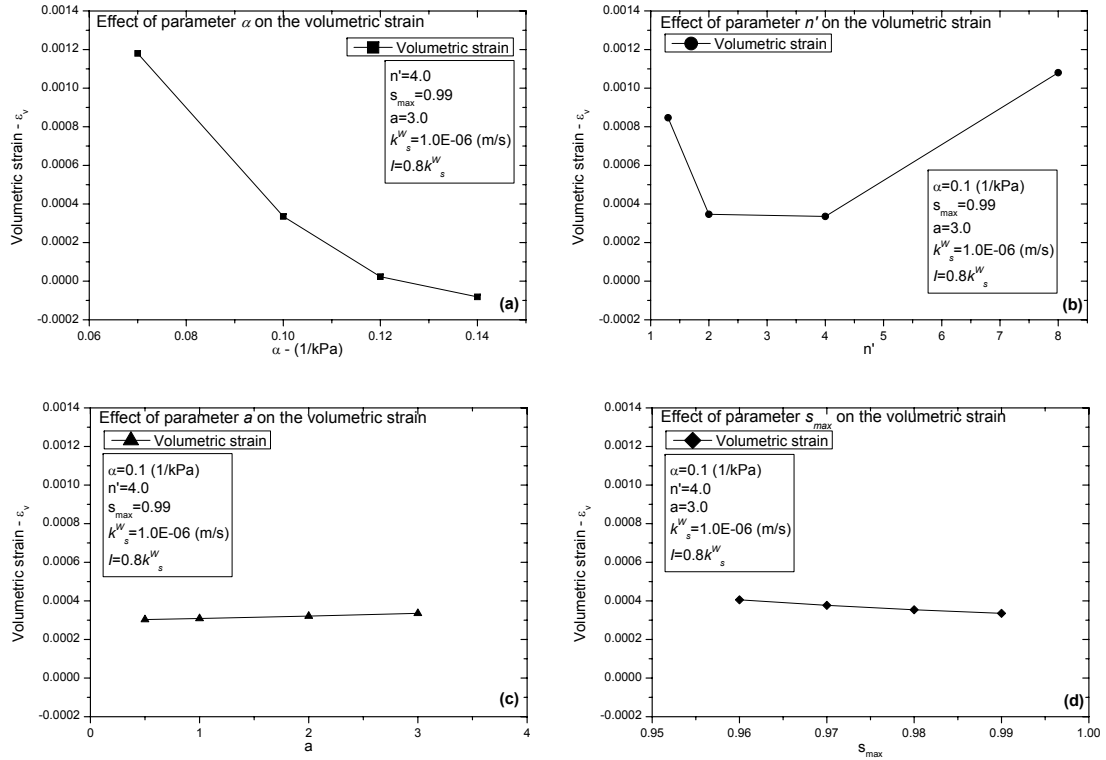 Effect of parameter α on the volumetric strain
Volumetric strain
n'=4.0
s_max=0.99
a=3.0
k^W_s=1.0E-06 (m/s)
I=0.8k^W_s
0.0014
0.0012
0.0010
0.0008
0.0006
0.0004
0.0002
0.0000
-0.0002
Volumetric strain - ε_v
0.06 0.08 0.10 0.12 0.14
α - (1/kPa)
(a)
Effect of parameter n' on the volumetric strain
Volumetric strain
α=0.1 (1/kPa)
s_max=0.99
a=3.0
k^W_s=1.0E-06 (m/s)
I=0.8k^W_s
0.0014
0.0012
0.0010
0.0008
0.0006
0.0004
0.0002
0.0000
-0.0002
Volumetric strain - ε_v
1 2 3 4 5 6 7 8
n'
(b)
Effect of parameter a on the volumetric strain
Volumetric strain
α=0.1 (1/kPa)
n'=4.0
s_max=0.99
k^W_s=1.0E-06 (m/s)
I=0.8k^W_s
0.0014
0.0012
0.0010
0.0008
0.0006
0.0004
0.0002
0.0000
-0.0002
Volumetric strain - ε_v
0 1 2 3 4
a
(c)
Effect of parameter s_max on the volumetric strain
Volumetric strain
α=0.1 (1/kPa)
n'=4.0
a=3.0
k^W_s=1.0E-06 (m/s)
I=0.8k^W_s
0.0014
0.0012
0.0010
0.0008
0.0006
0.0004
0.0002
0.0000
-0.0002
Volumetric strain - ε_v
0.95 0.96 0.97 0.98 0.99 1.00
s_max
(d)